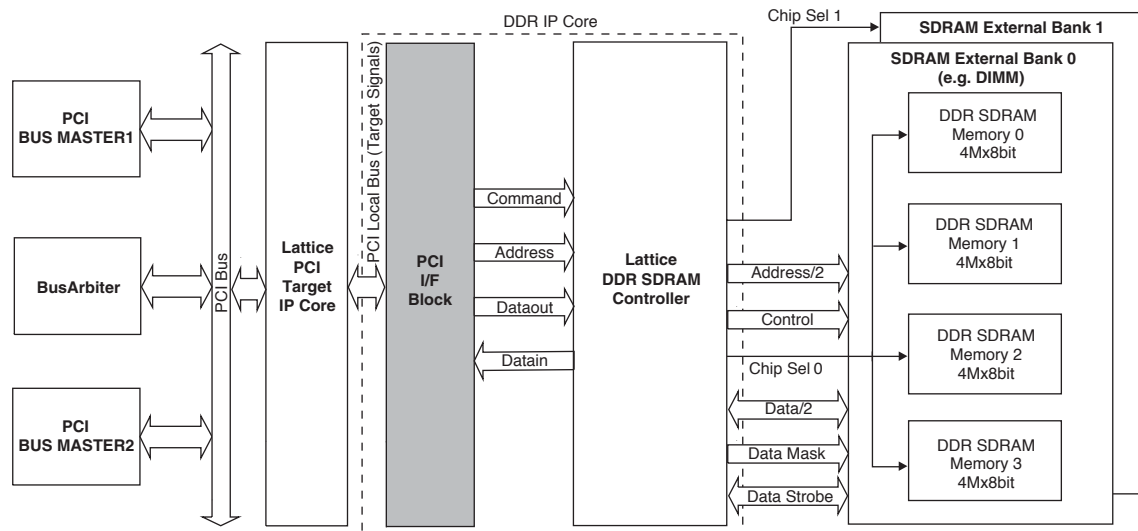 DDR IP Core
Chip Sel 1
SDRAM External Bank 1
SDRAM External Bank 0
(e.g. DIMM)
PCI
BUS MASTER1
BusArbiter
PCI
BUS MASTER2
PCI Bus
Lattice
PCI
Target
IP Core
PCI Local Bus (Target Signals)
PCI
I/F
Block
Command
Address
Dataout
Datain
Lattice
DDR SDRAM
Controller
Address/2
Control
Chip Sel 0
Data/2
Data Mask
Data Strobe
DDR SDRAM
Memory 0
4Mx8bit
DDR SDRAM
Memory 1
4Mx8bit
DDR SDRAM
Memory 2
4Mx8bit
DDR SDRAM
Memory 3
4Mx8bit